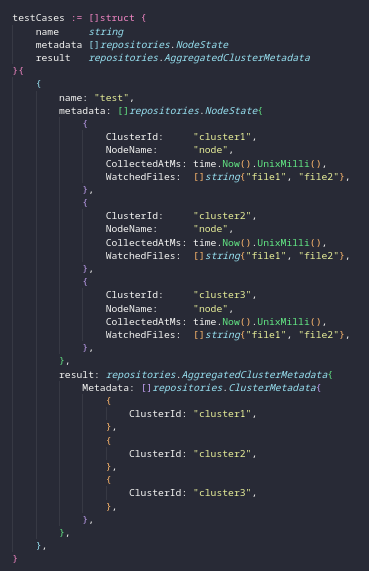 testCases := []struct {
    name     string
    metadata []repositories.NodeState
    result   repositories.AggregatedClusterMetadata
}{
    {
        name: "test",
        metadata: []repositories.NodeState{
            {
                ClusterId:     "cluster1",
                NodeName:      "node",
                CollectedAtMs: time.Now().UnixMilli(),
                WatchedFiles:  []string{"file1", "file2"},
            },
            {
                ClusterId:     "cluster2",
                NodeName:      "node",
                CollectedAtMs: time.Now().UnixMilli(),
                WatchedFiles:  []string{"file1", "file2"},
            },
            {
                ClusterId:     "cluster3",
                NodeName:      "node",
                CollectedAtMs: time.Now().UnixMilli(),
                WatchedFiles:  []string{"file1", "file2"},
            },
        },
        result: repositories.AggregatedClusterMetadata{
            Metadata: []repositories.ClusterMetadata{
                {
                    ClusterId: "cluster1",
                },
                {
                    ClusterId: "cluster2",
                },
                {
                    ClusterId: "cluster3",
                },
            },
        },
    },
}